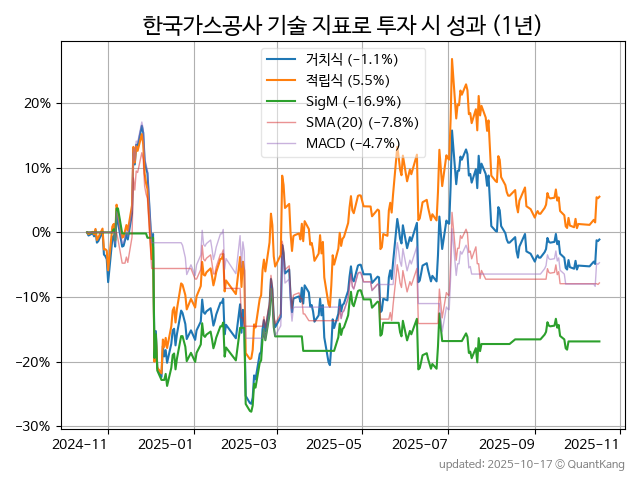 한국가스공사 기술 지표로 투자 시 성과 (1년)
거치식 (−1.1%)
적립식 (5.5%)
SigM (−16.9%)
SMA(20) (−7.8%)
MACD (−4.7%)
20%
10%
0%
−10%
−20%
−30%
2024-11 2025-01 2025-03 2025-05 2025-07 2025-09 2025-11
updated: 2025-10-17 ⓒ QuantKang